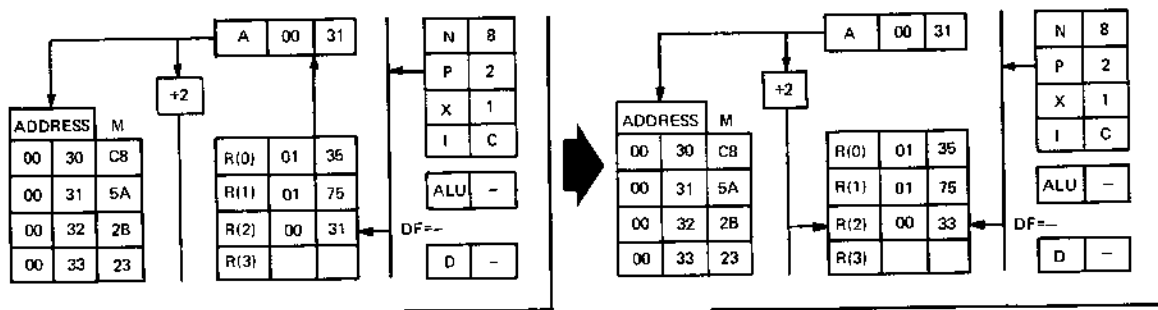 A 00 31
N 8
P 2
X 1
I C
+2
ADDRESS M
00 30 C8
00 31 5A
00 32 2B
00 33 23
R(0) 01 35
R(1) 01 75
R(2) 00 31
R(3)
ALU –
DF=–
D –
A 00 31
N 8
P 2
X 1
I C
+2
ADDRESS M
00 30 C8
00 31 5A
00 32 2B
00 33 23
R(0) 01 35
R(1) 01 75
R(2) 00 33
R(3)
ALU –
DF=–
D –